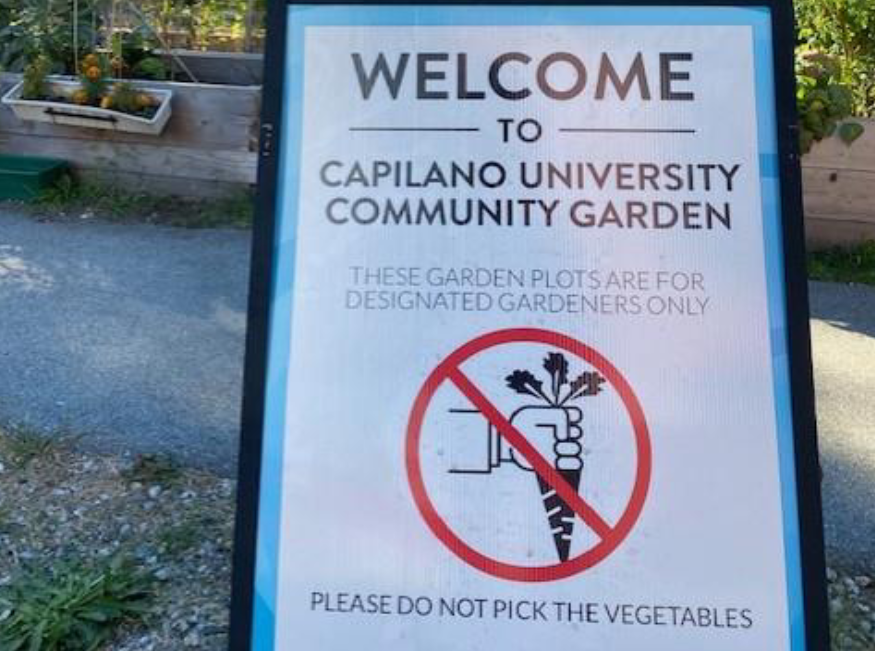 WELCOME
TO
CAPILANO UNIVERSITY
COMMUNITY GARDEN
THESE GARDEN PLOTS ARE FOR
DESIGNATED GARDENERS ONLY
PLEASE DO NOT PICK THE VEGETABLES